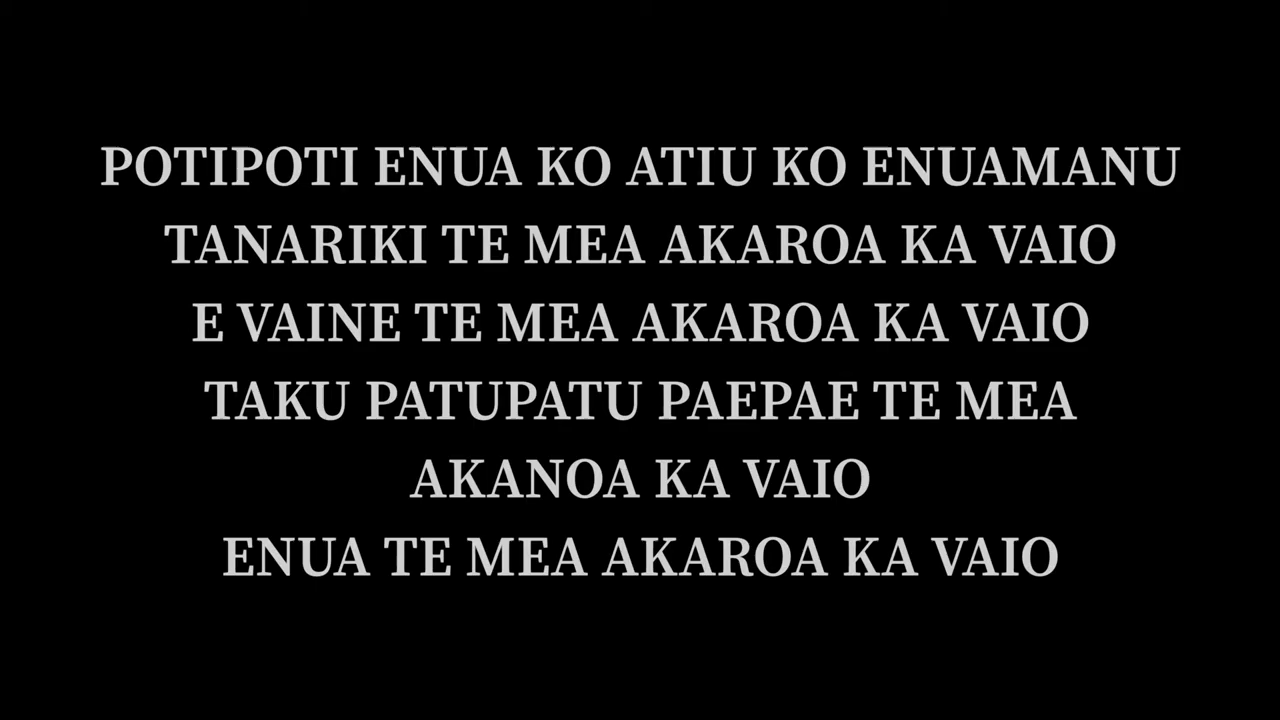 POTIPOTI ENUA KO ATIU KO ENUAMANU
TANARIKI TE MEA AKAROA KA VAIO
E VAINE TE MEA AKAROA KA VAIO
TAKU PATUPATU PAEPAE TE MEA
AKANOA KA VAIO
ENUA TE MEA AKAROA KA VAIO